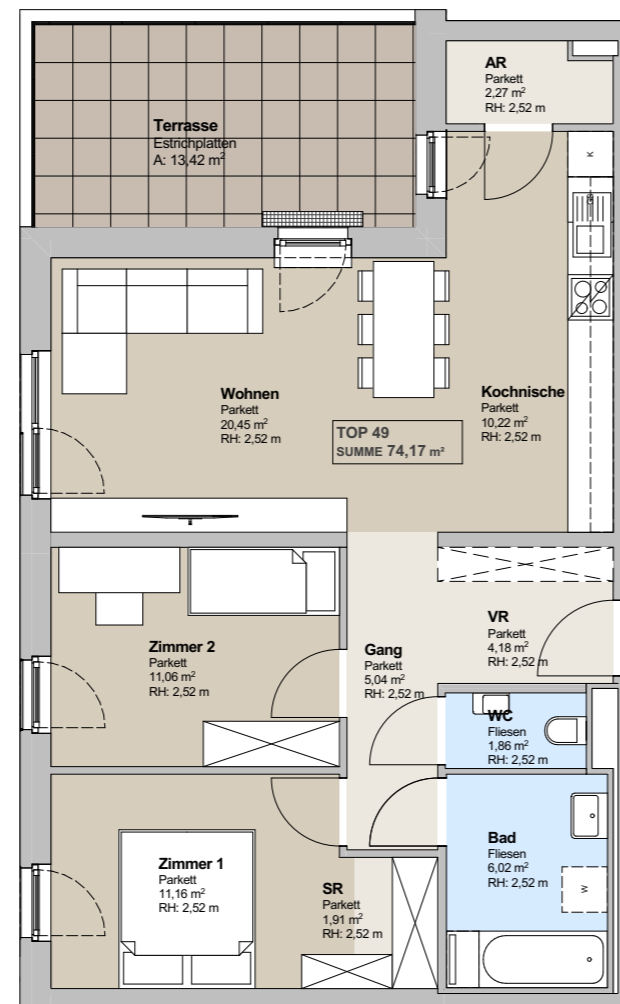 AR
Parkett
2,27 m²
RH: 2,52 m
Terrasse
Estrichplatten
A: 13,42 m²
K
GS
Wohnen
Parkett
20,45 m²
RH: 2,52 m
Kochnische
Parkett
10,22 m²
RH: 2,52 m
TOP 49
SUMME 74,17 m²
Zimmer 2
Parkett
11,06 m²
RH: 2,52 m
Gang
Parkett
5,04 m²
RH: 2,52 m
VR
Parkett
4,18 m²
RH: 2,52 m
WC
Fliesen
1,86 m²
RH: 2,52 m
Zimmer 1
Parkett
11,16 m²
RH: 2,52 m
SR
Parkett
1,91 m²
RH: 2,52 m
Bad
Fliesen
6,02 m²
RH: 2,52 m
W